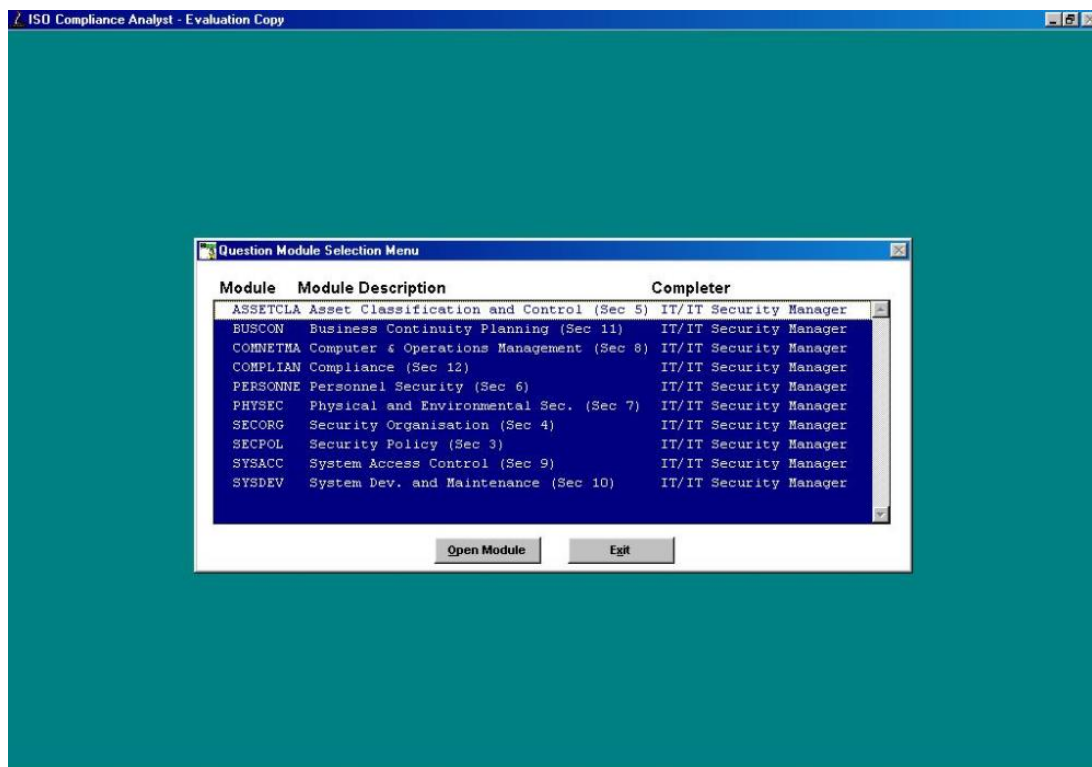 ISO Compliance Analyst - Evaluation Copy
Question Module Selection Menu
Module Module Description Completer
ASSETCLA Asset Classification and Control (Sec 5) IT/IT Security Manager
BUSCON Business Continuity Planning (Sec 11) IT/IT Security Manager
COMNETMA Computer & Operations Management (Sec 8) IT/IT Security Manager
COMPLIAN Compliance (Sec 12) IT/IT Security Manager
PERSONNE Personnel Security (Sec 6) IT/IT Security Manager
PHYSEC Physical and Environmental Sec. (Sec 7) IT/IT Security Manager
SECORG Security Organisation (Sec 4) IT/IT Security Manager
SECPOL Security Policy (Sec 3) IT/IT Security Manager
SYSACC System Access Control (Sec 9) IT/IT Security Manager
SYSDEV System Dev. and Maintenance (Sec 10) IT/IT Security Manager
Open Module Exit